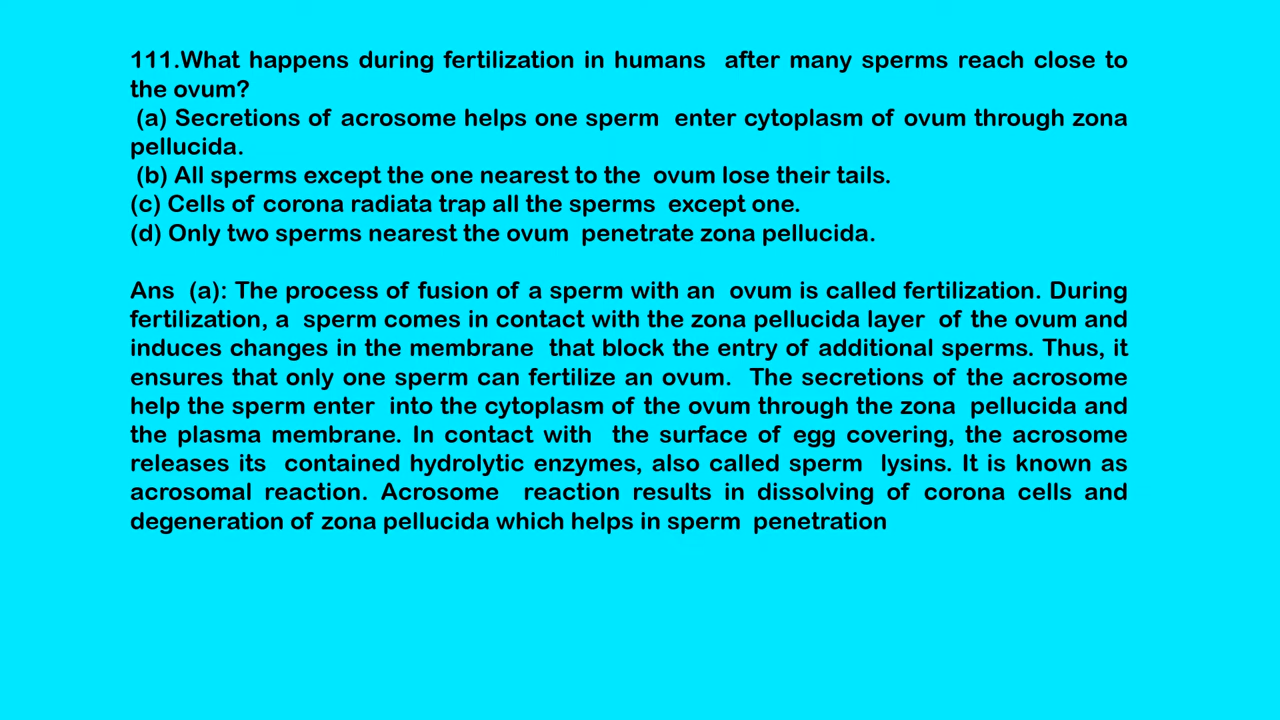 111.What happens during fertilization in humans after many sperms reach close to
the ovum?
(a) Secretions of acrosome helps one sperm enter cytoplasm of ovum through zona
pellucida.
(b) All sperms except the one nearest to the ovum lose their tails.
(c) Cells of corona radiata trap all the sperms except one.
(d) Only two sperms nearest the ovum penetrate zona pellucida.
Ans (a): The process of fusion of a sperm with an ovum is called fertilization. During
fertilization, a sperm comes in contact with the zona pellucida layer of the ovum and
induces changes in the membrane that block the entry of additional sperms. Thus, it
ensures that only one sperm can fertilize an ovum. The secretions of the acrosome
help the sperm enter into the cytoplasm of the ovum through the zona pellucida and
the plasma membrane. In contact with the surface of egg covering, the acrosome
releases its contained hydrolytic enzymes, also called sperm lysins. It is known as
acrosomal reaction. Acrosome reaction results in dissolving of corona cells and
degeneration of zona pellucida which helps in sperm penetration